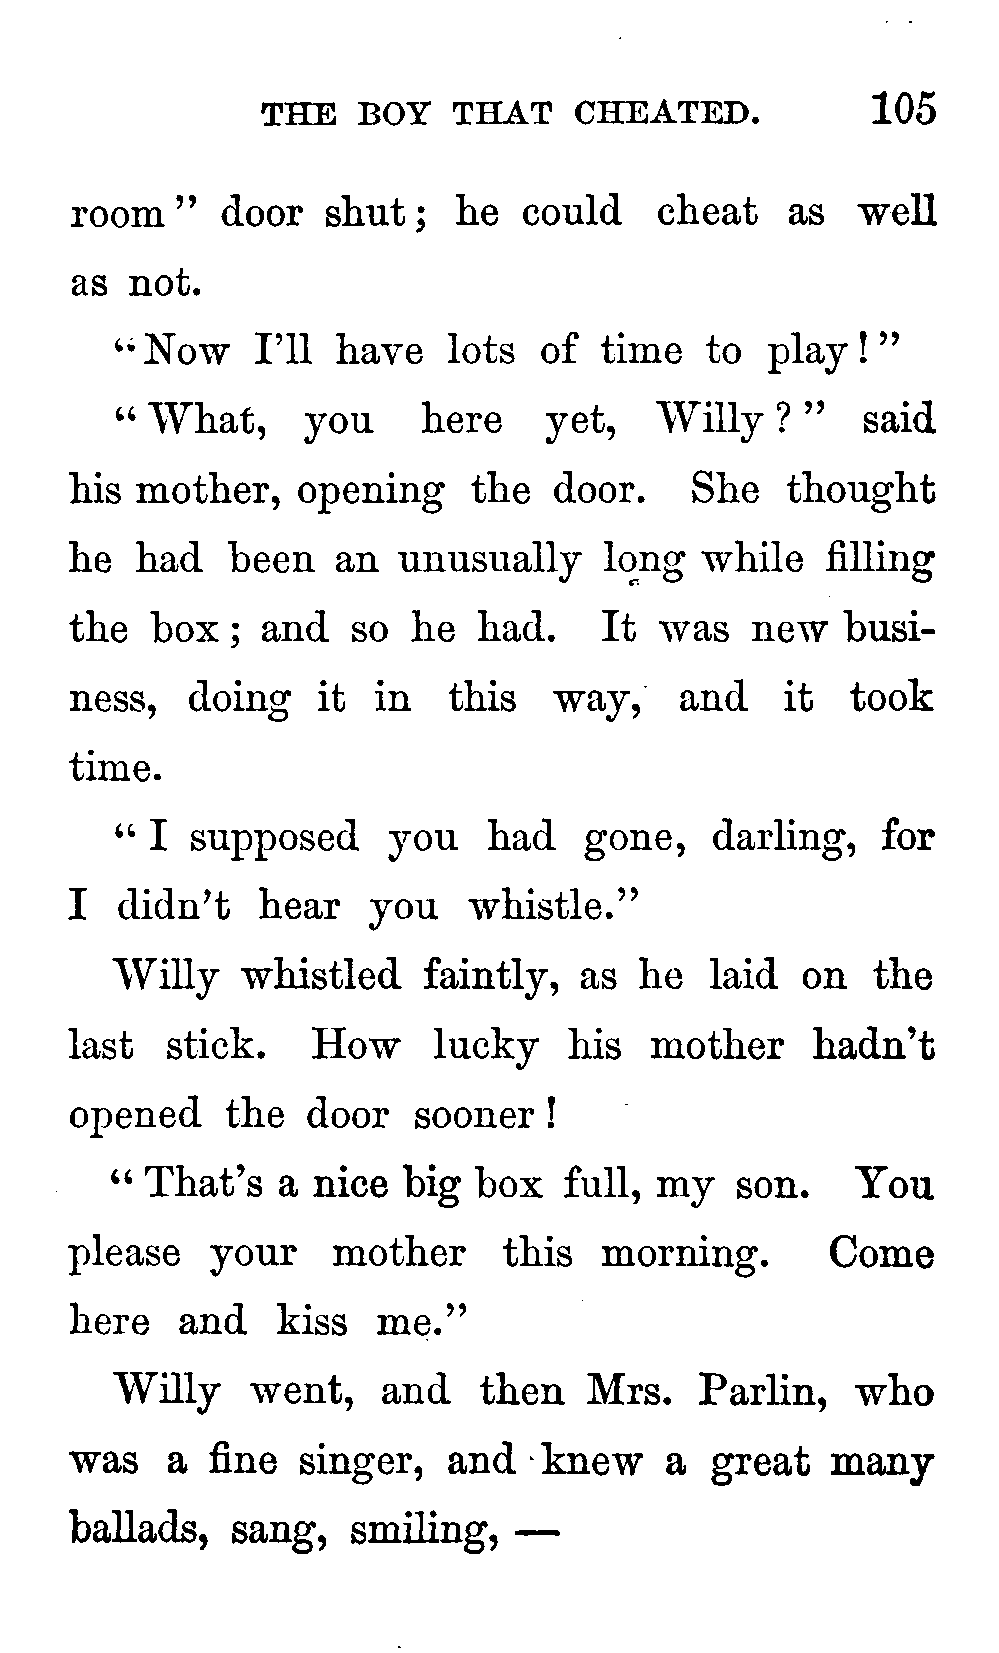 THE BOY THAT CHEATED. 105
room" door shut; he could cheat as well
as not.
"Now I'll have lots of time to play!"
"What, you here yet, Willy?" said
his mother, opening the door. She thought
he had been an unusually long while filling
the box; and so he had. It was new busi-
ness, doing it in this way, and it took
time.
"I supposed you had gone, darling, for
I didn't hear you whistle."
Willy whistled faintly, as he laid on the
last stick. How lucky his mother hadn't
opened the door sooner!
"That's a nice big box full, my son. You
please your mother this morning. Come
here and kiss me."
Willy went, and then Mrs. Parlin, who
was a fine singer, and knew a great many
ballads, sang, smiling, —